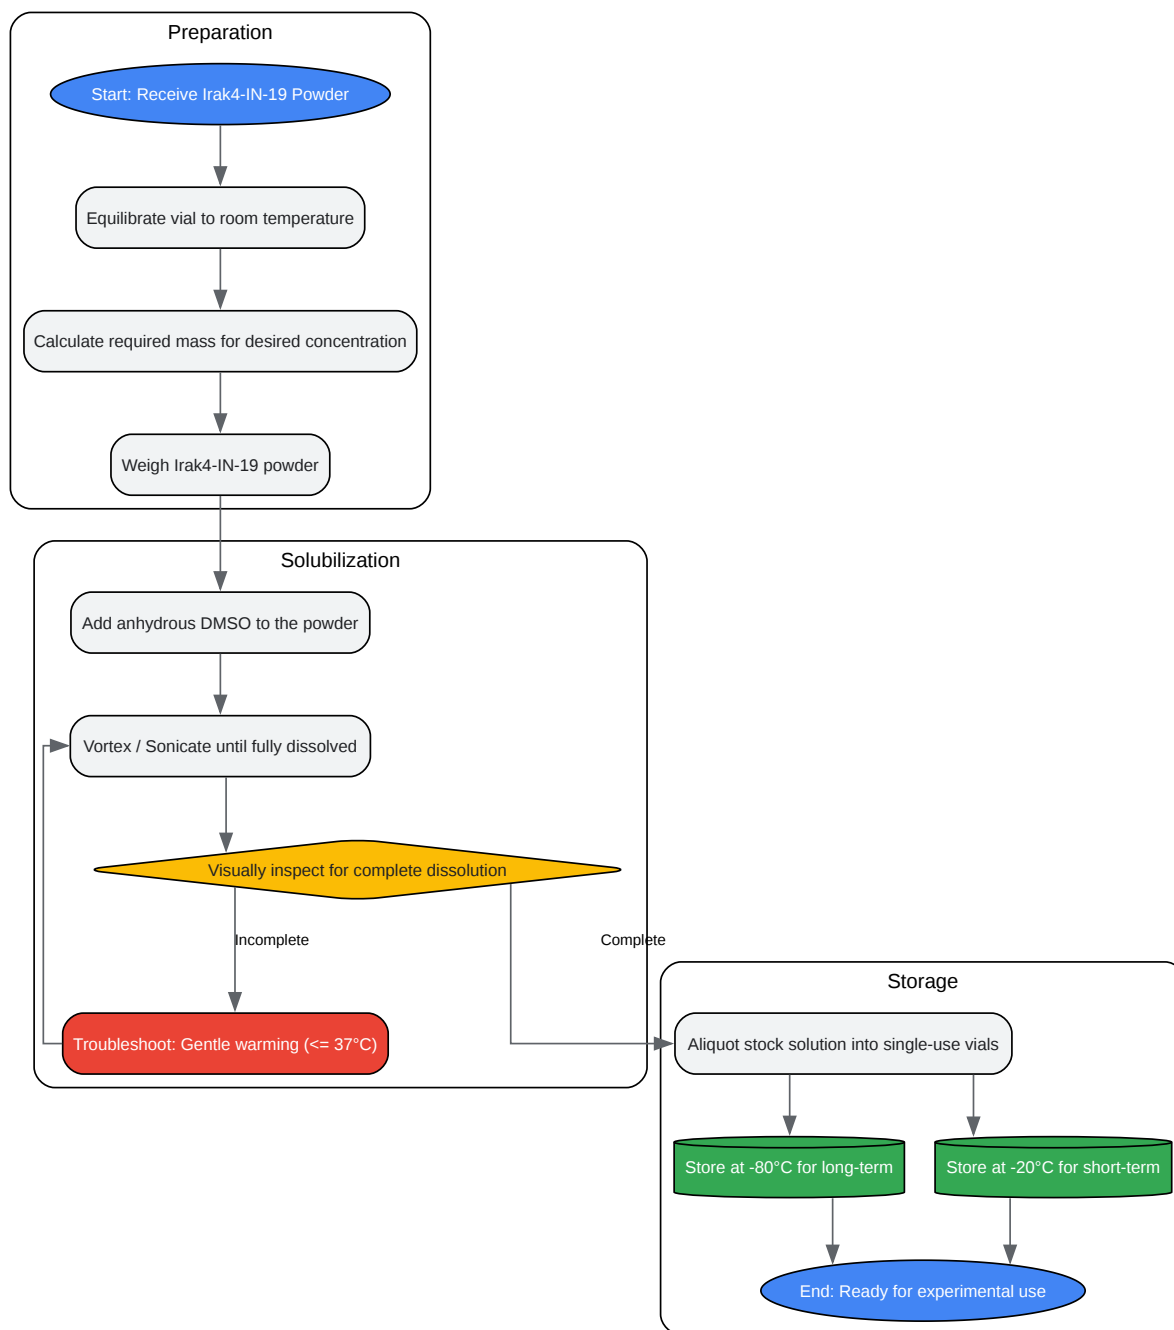 Preparation
Start: Receive Irak4-IN-19 Powder
Equilibrate vial to room temperature
Calculate required mass for desired concentration
Weigh Irak4-IN-19 powder
Solubilization
Add anhydrous DMSO to the powder
Vortex / Sonicate until fully dissolved
Visually inspect for complete dissolution
Incomplete
Complete
Troubleshoot: Gentle warming (<= 37°C)
Storage
Aliquot stock solution into single-use vials
Store at -80°C for long-term
Store at -20°C for short-term
End: Ready for experimental use